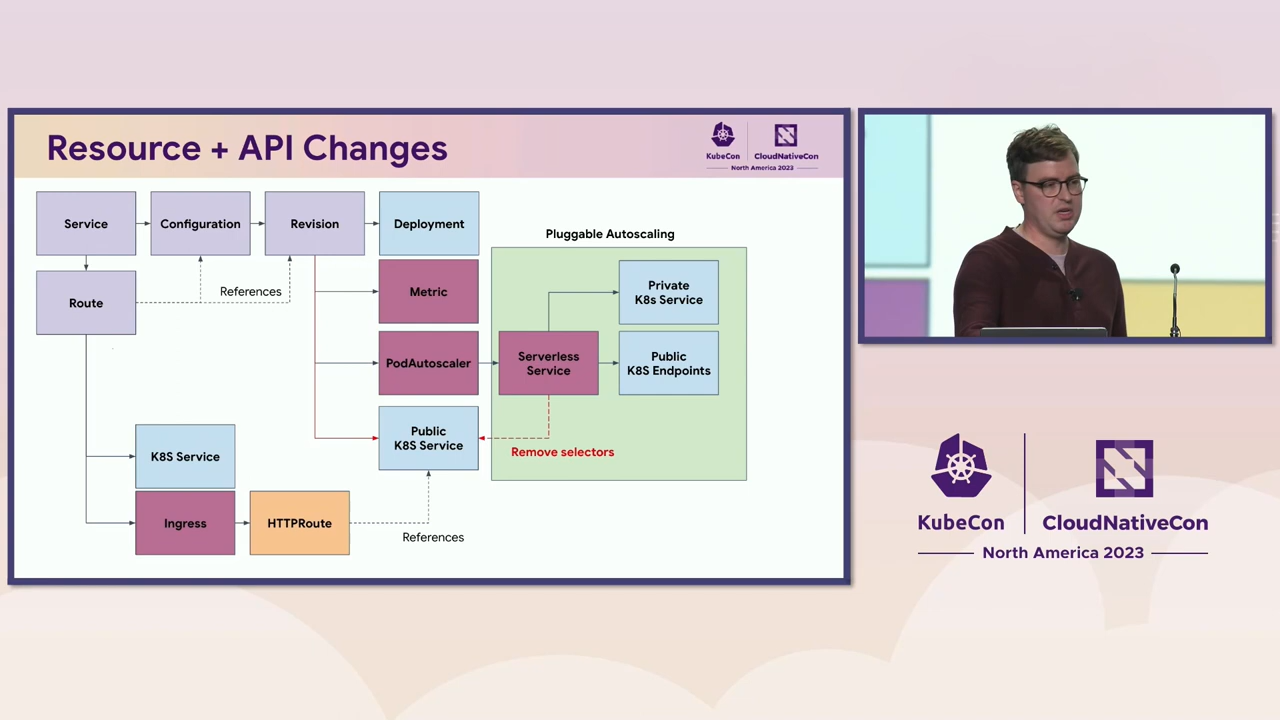 Resource + API Changes
KubeCon
CloudNativeCon
North America 2023
Service
Configuration
Revision
Deployment
Pluggable Autoscaling
Route
References
Metric
Private
K8s Service
PodAutoscaler
Serverless
Service
Public
K8S Endpoints
Public
K8S Service
Remove selectors
K8S Service
Ingress
HTTPRoute
References
KubeCon
CloudNativeCon
North America 2023